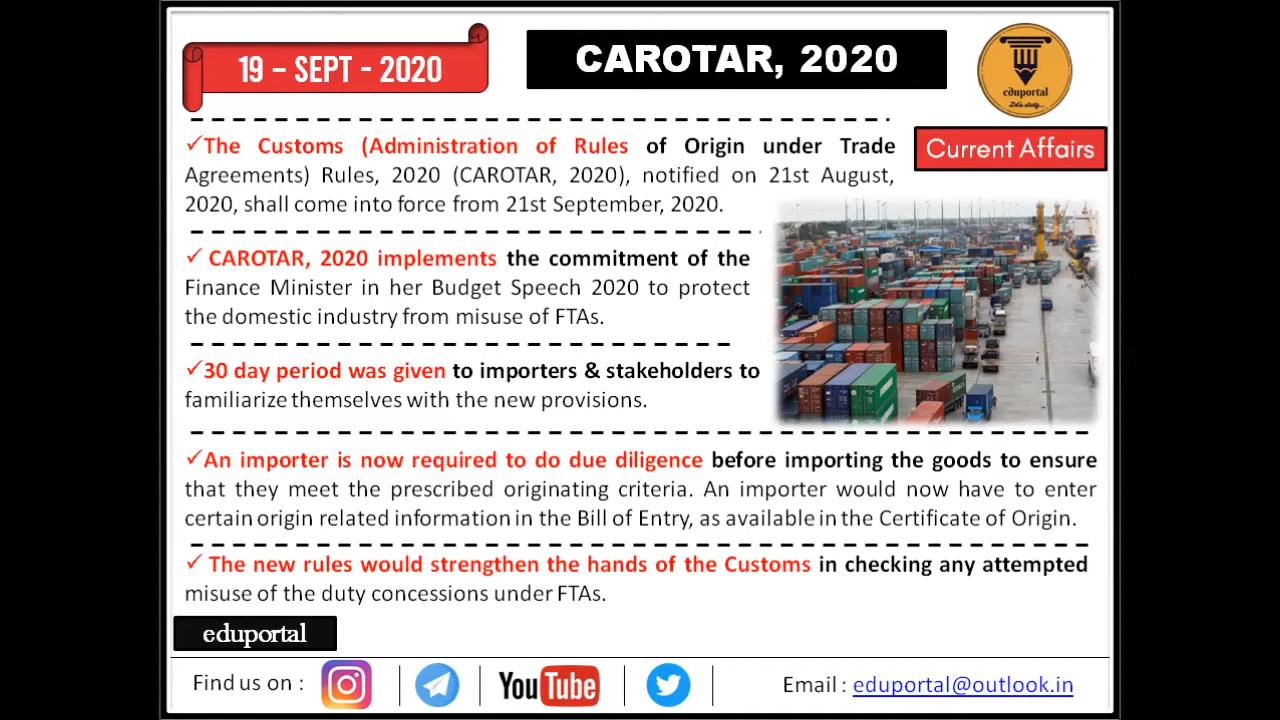 19 – SEPT - 2020
CAROTAR, 2020
eduportal
Let's study...
Current Affairs
✓The Customs (Administration of Rules of Origin under Trade
Agreements) Rules, 2020 (CAROTAR, 2020), notified on 21st August,
2020, shall come into force from 21st September, 2020.
✓ CAROTAR, 2020 implements the commitment of the
Finance Minister in her Budget Speech 2020 to protect
the domestic industry from misuse of FTAs.
✓30 day period was given to importers & stakeholders to
familiarize themselves with the new provisions.
✓An importer is now required to do due diligence before importing the goods to ensure
that they meet the prescribed originating criteria. An importer would now have to enter
certain origin related information in the Bill of Entry, as available in the Certificate of Origin.
✓ The new rules would strengthen the hands of the Customs in checking any attempted
misuse of the duty concessions under FTAs.
eduportal
Find us on :
YouTube
Email : eduportal@outlook.in